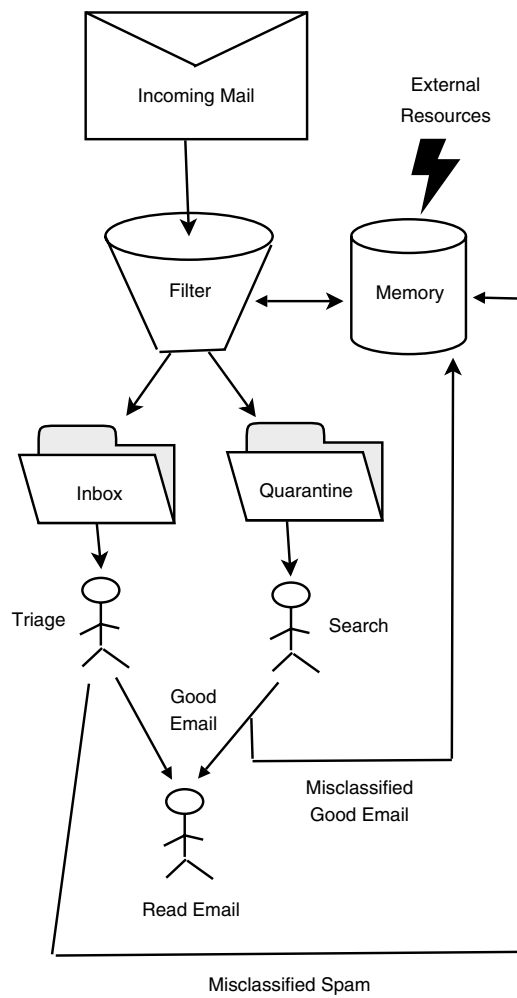 Incoming Mail
External
Resources
Filter
Memory
Inbox
Quarantine
Triage
Search
Good
Email
Misclassified
Good Email
Read Email
Misclassified Spam